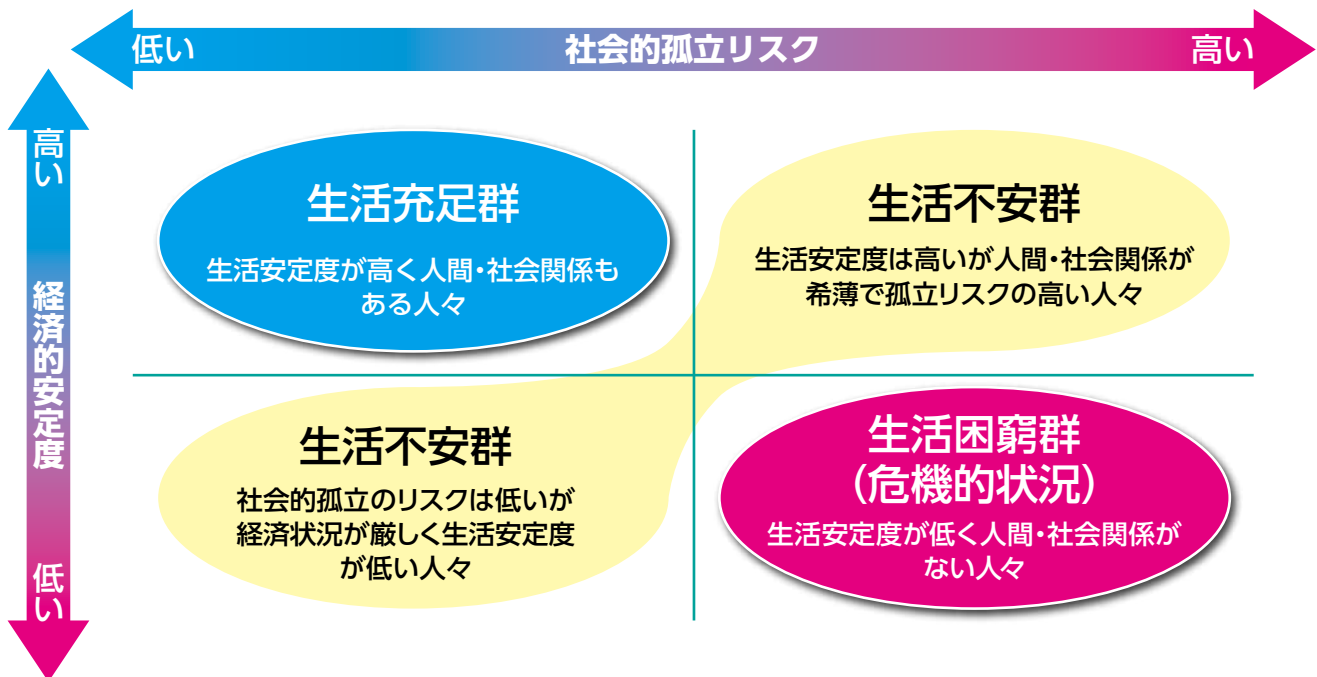 低い 社会的孤立リスク 高い
高い
経済的安定度
低い
生活充足群
生活安定度が高く人間・社会関係も
ある人々
生活不安群
生活安定度は高いが人間・社会関係が
希薄で孤立リスクの高い人々
生活不安群
社会的孤立のリスクは低いが
経済状況が厳しく生活安定度
が低い人々
生活困窮群
（危機的状況）
生活安定度が低く人間・社会関係が
ない人々